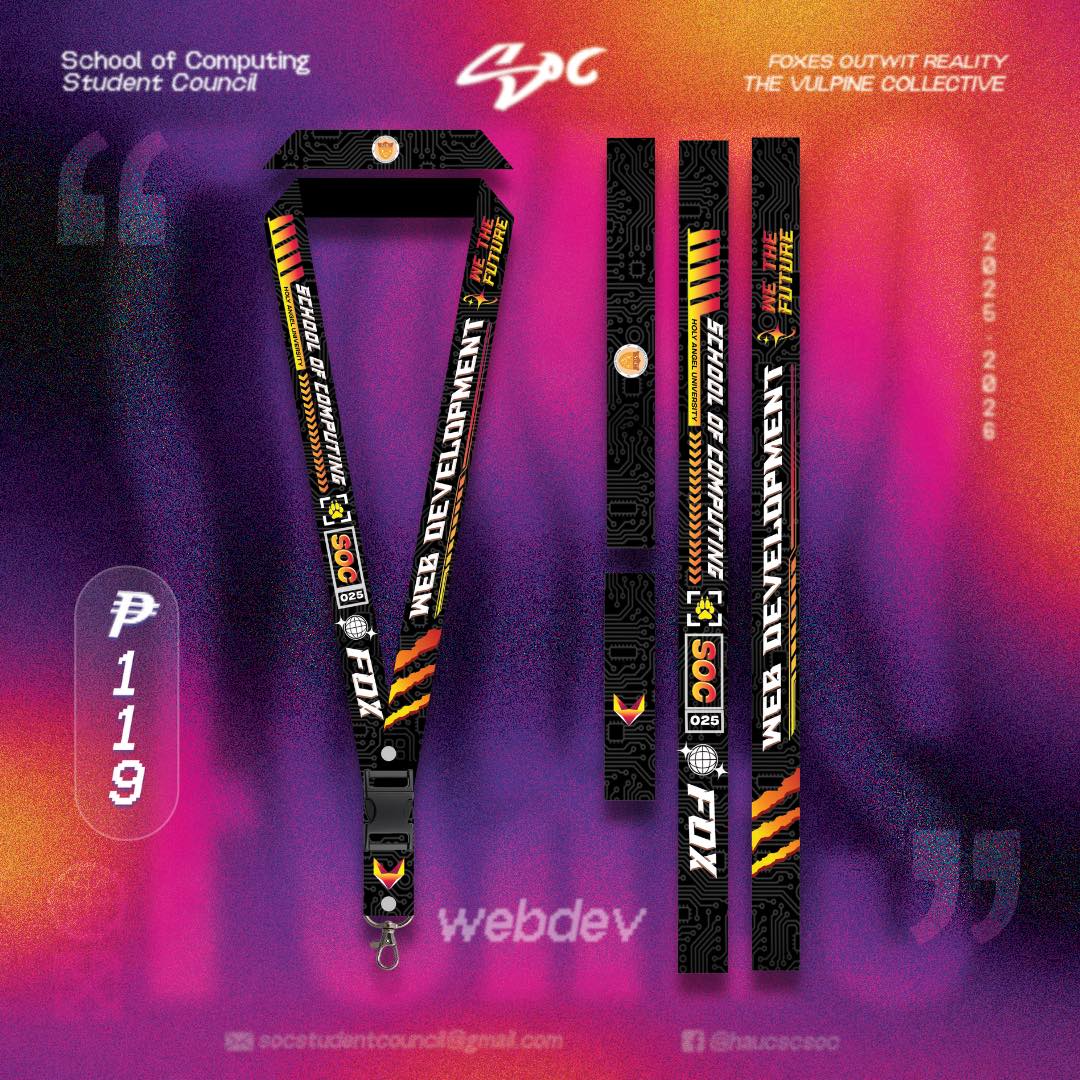 School of Computing
Student Council
SOC
FOXES OUTWIT REALITY
THE VULPINE COLLECTIVE
2025-2026
₱
119
HOLY ANGEL UNIVERSITY
SCHOOL OF COMPUTING
SOC
025
FOX
WE THE
FUTURE
WEB DEVELOPMENT
HOLY ANGEL UNIVERSITY
SCHOOL OF COMPUTING
SOC
025
FOX
WE THE
FUTURE
WEB DEVELOPMENT
webdev
socstudentcouncil@gmail.com
@haucscsoc